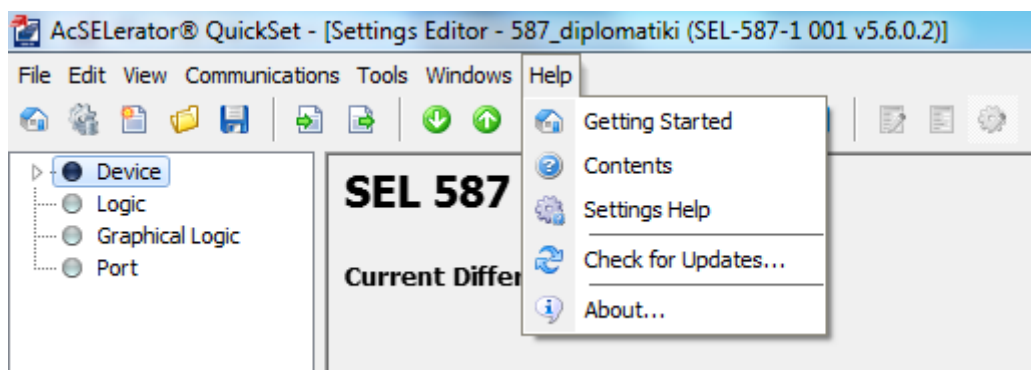 AcSELerator® QuickSet - [Settings Editor - 587_diplomatiki (SEL-587-1 001 v5.6.0.2)]
File Edit View Communications Tools Windows Help
Device
Logic
Graphical Logic
Port
SEL 587
Current Differ
Getting Started
Contents
Settings Help
Check for Updates...
About...